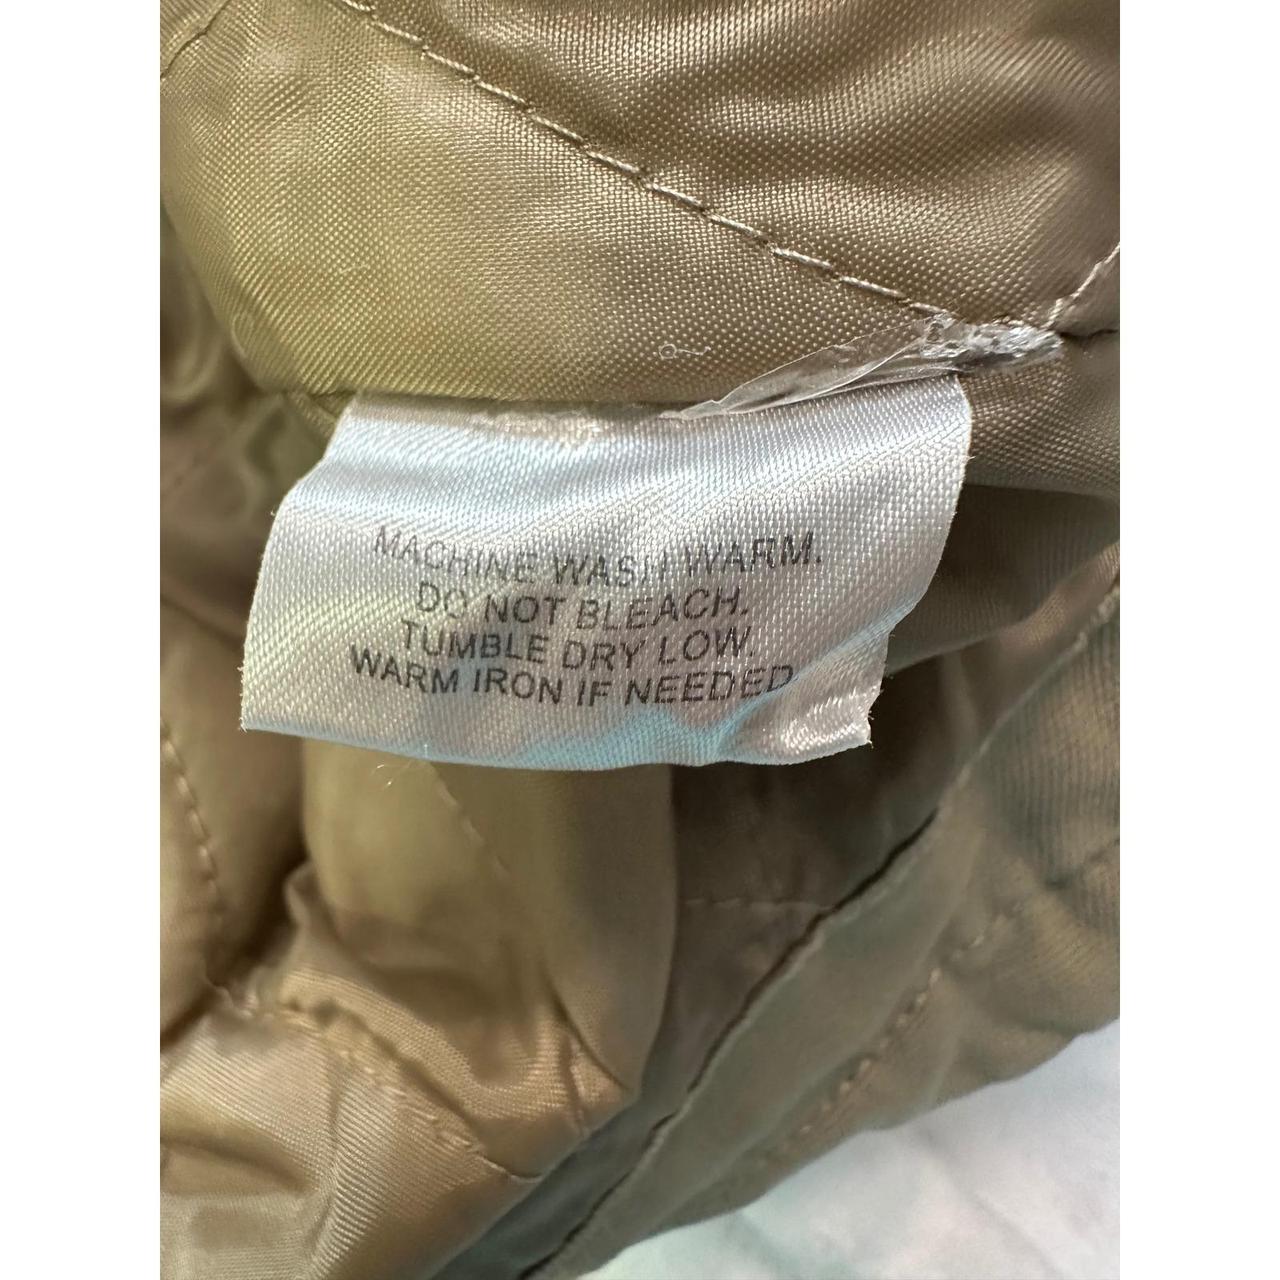 MACHINE WASH WARM.
DO NOT BLEACH.
TUMBLE DRY LOW.
WARM IRON IF NEEDED